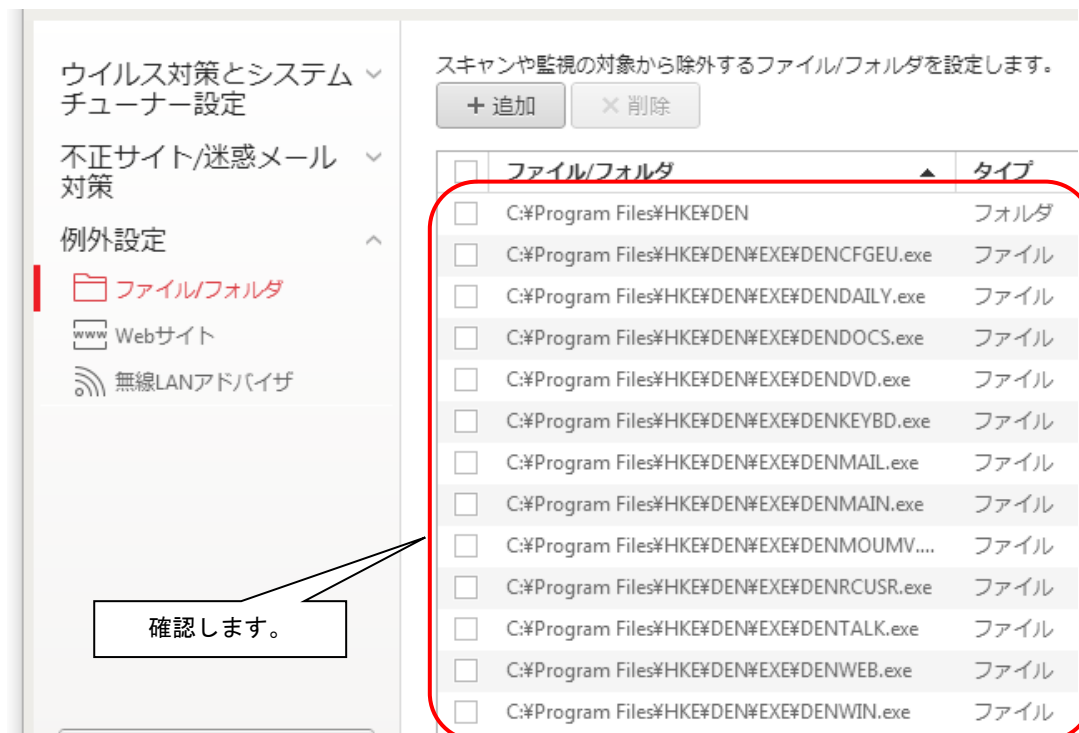 ウイルス対策とシステム
チューナー設定
不正サイト/迷惑メール
対策
例外設定
ファイル/フォルダ
www Webサイト
無線LANアドバイザ
確認します。
スキャンや監視の対象から除外するファイル/フォルダを設定します。
+ 追加 × 削除
ファイル/フォルダ ▲ タイプ
C:¥Program Files¥HKE¥DEN フォルダ
C:¥Program Files¥HKE¥DEN¥EXE¥DENCFGEU.exe ファイル
C:¥Program Files¥HKE¥DEN¥EXE¥DENDAILY.exe ファイル
C:¥Program Files¥HKE¥DEN¥EXE¥DENDOCS.exe ファイル
C:¥Program Files¥HKE¥DEN¥EXE¥DENDVD.exe ファイル
C:¥Program Files¥HKE¥DEN¥EXE¥DENKEYBD.exe ファイル
C:¥Program Files¥HKE¥DEN¥EXE¥DENMAIL.exe ファイル
C:¥Program Files¥HKE¥DEN¥EXE¥DENMAIN.exe ファイル
C:¥Program Files¥HKE¥DEN¥EXE¥DENMOUMV.... ファイル
C:¥Program Files¥HKE¥DEN¥EXE¥DENRCUSR.exe ファイル
C:¥Program Files¥HKE¥DEN¥EXE¥DENTALK.exe ファイル
C:¥Program Files¥HKE¥DEN¥EXE¥DENWEB.exe ファイル
C:¥Program Files¥HKE¥DEN¥EXE¥DENWIN.exe ファイル